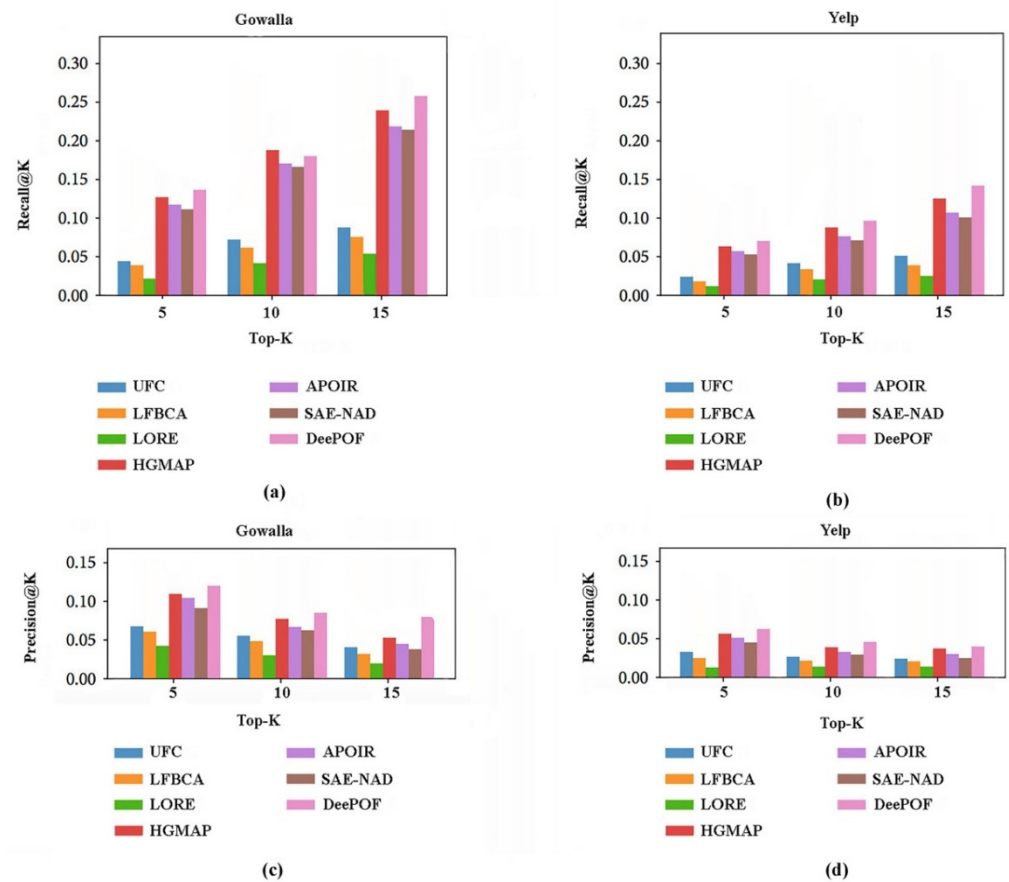 Gowalla
0.30
0.25
0.20
0.15
0.10
0.05
0.00
Recall@K
5 10 15
Top-K
UFC APOIR
LFBCA SAE-NAD
LORE DeePOF
HGMAP
(a)
Yelp
0.30
0.25
0.20
0.15
0.10
0.05
0.00
Recall@K
5 10 15
Top-K
UFC APOIR
LFBCA SAE-NAD
LORE DeePOF
HGMAP
(b)
Gowalla
0.15
0.10
0.05
0.00
Precision@K
5 10 15
Top-K
UFC APOIR
LFBCA SAE-NAD
LORE DeePOF
HGMAP
(c)
Yelp
0.15
0.10
0.05
0.00
Precision@K
5 10 15
Top-K
UFC APOIR
LFBCA SAE-NAD
LORE DeePOF
HGMAP
(d)